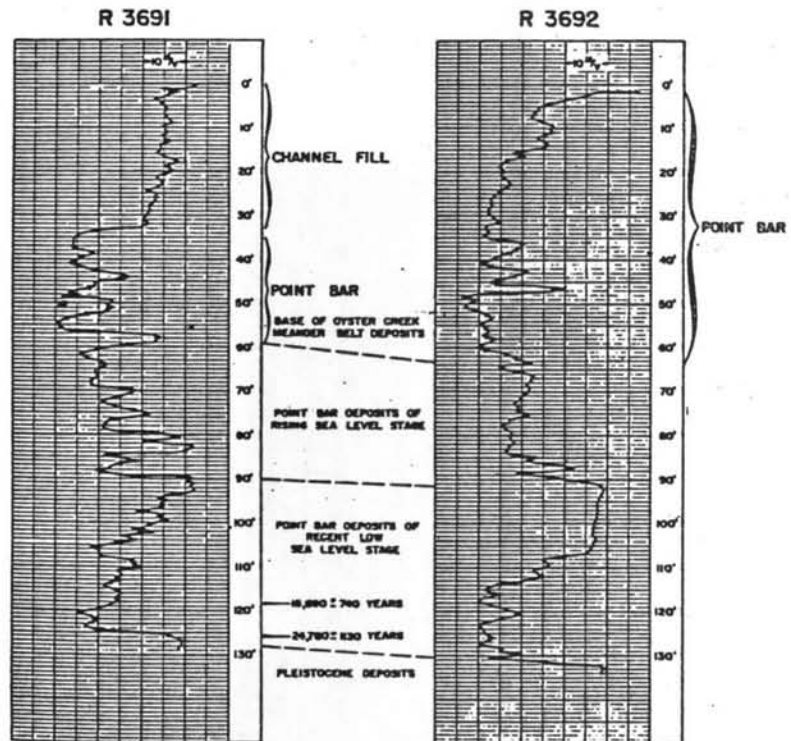 R 3691
R 3692
0'
10'
20'
30'
40'
50'
60'
70'
80'
90'
100'
110'
120'
130'
CHANNEL FILL
POINT BAR
BASE OF OYSTER CREEK
MEANDER BELT DEPOSITS
POINT BAR DEPOSITS OF
RISING SEA LEVEL STAGE
POINT BAR DEPOSITS OF
RECENT LOW
SEA LEVEL STAGE
YEARS
YEARS
PLEISTOCENE DEPOSITS
0'
10'
20'
30'
40'
50'
60'
70'
80'
90'
100'
110'
120'
130'
POINT BAR